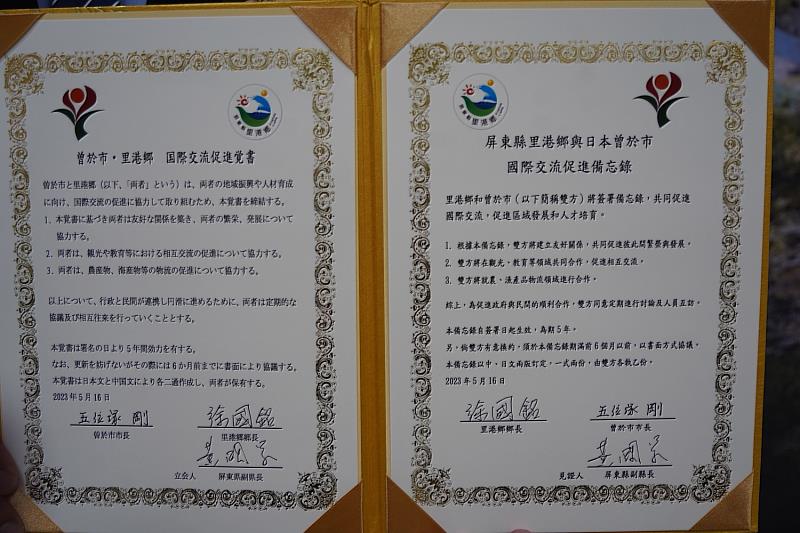 曽於市・里港郷　国際交流促進覚書
曽於市と里港郷（以下、「両者」という）は、両者の地域振興や人材育成
に向け、国際交流の促進に協力して取り組むため、本覚書を締結する。
1. 本覚書に基づき両者は友好な関係を築き、両者の繁栄、発展について
協力する。
2. 両者は、観光や教育等における相互交流の促進について協力する。
3. 両者は、農産物、海産物等の物流の促進について協力する。
以上について、行政と民間が連携し円滑に進めるために、両者は定期的な
協議及び相互往来を行っていくこととする。
本覚書は署名の日より5年間効力を有する。
なお、更新を妨げないがその際には6か月前までに書面により協議する。
本覚書は日本文と中国文により各二通作成し、両者が保有する。
2023年5月16日
五位塚 剛
徐國銘
曽於市市長
里港郷郷長
立会人
屏東県副県長
屏東縣里港鄉與日本曾於市
國際交流促進備忘錄
里港鄉和曾於市（以下簡稱雙方）將簽署備忘錄，共同促進
國際交流，促進區域發展和人才培育。
1. 根據本備忘錄，雙方將建立友好關係，共同促進彼此間繁榮與發展。
2. 雙方將在觀光、教育等領域共同合作，促進相互交流。
3. 雙方將就農、漁產品物流領域進行合作。
綜上，為促進政府與民間的順利合作，雙方同意定期進行討論及人員互訪。
本備忘錄自簽署日起生效，為期5年。
另，倘雙方有意換約，須於本備忘錄期滿前6個月以前，以書面方式協議。
本備忘錄以中、日文兩版訂定，一式兩份，由雙方各執乙份。
2023年5月16日
徐國銘
五位塚 剛
里港鄉鄉長
曾於市市長
見證人
屏東縣副縣長